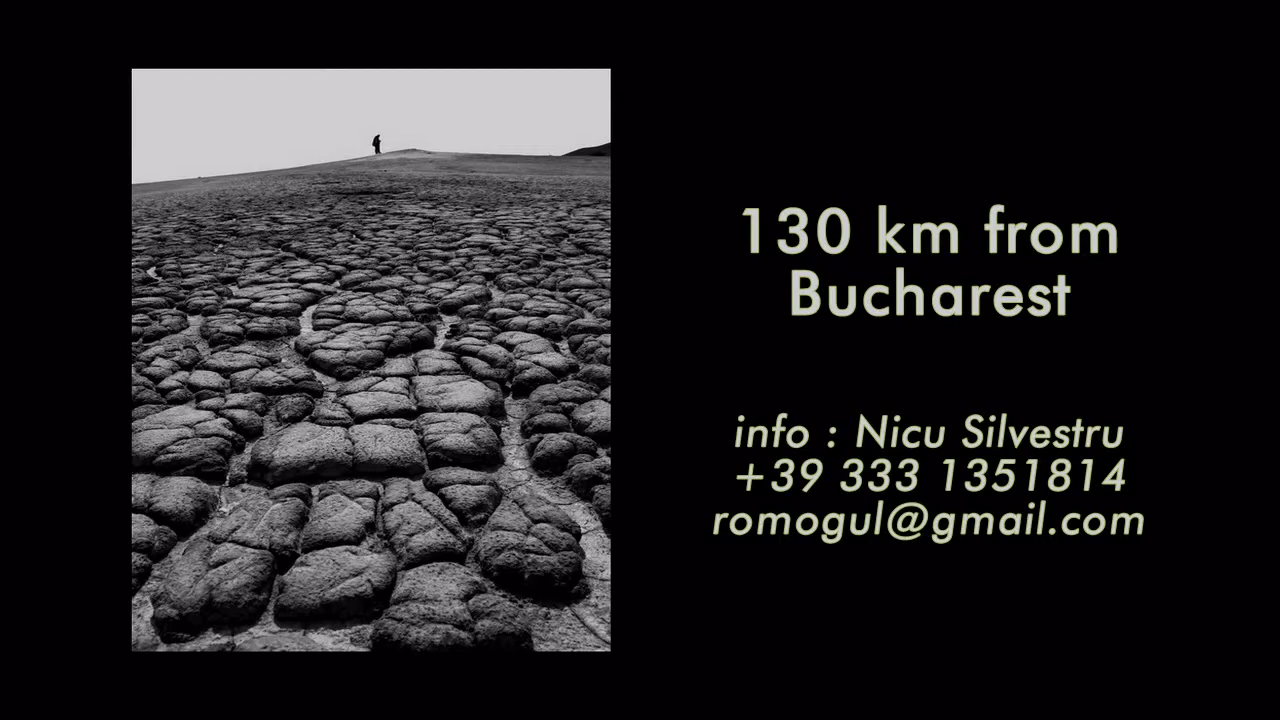 130 km from
Bucharest
info : Nicu Silvestru
+39 333 1351814
romogul@gmail.com